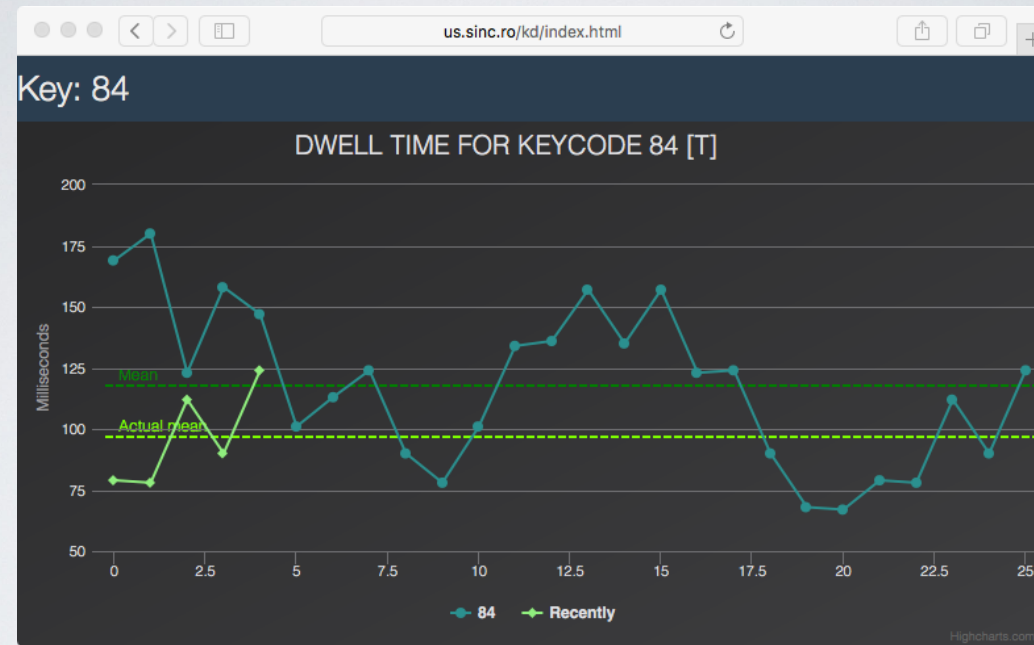 us.sinc.ro/kd/index.html
Key: 84
DWELL TIME FOR KEYCODE 84 [T]
Milliseconds
200
175
150
125
100
75
50
Mean
Actual mean
0 2.5 5 7.5 10 12.5 15 17.5 20 22.5 25
84 Recently
Highcharts.com